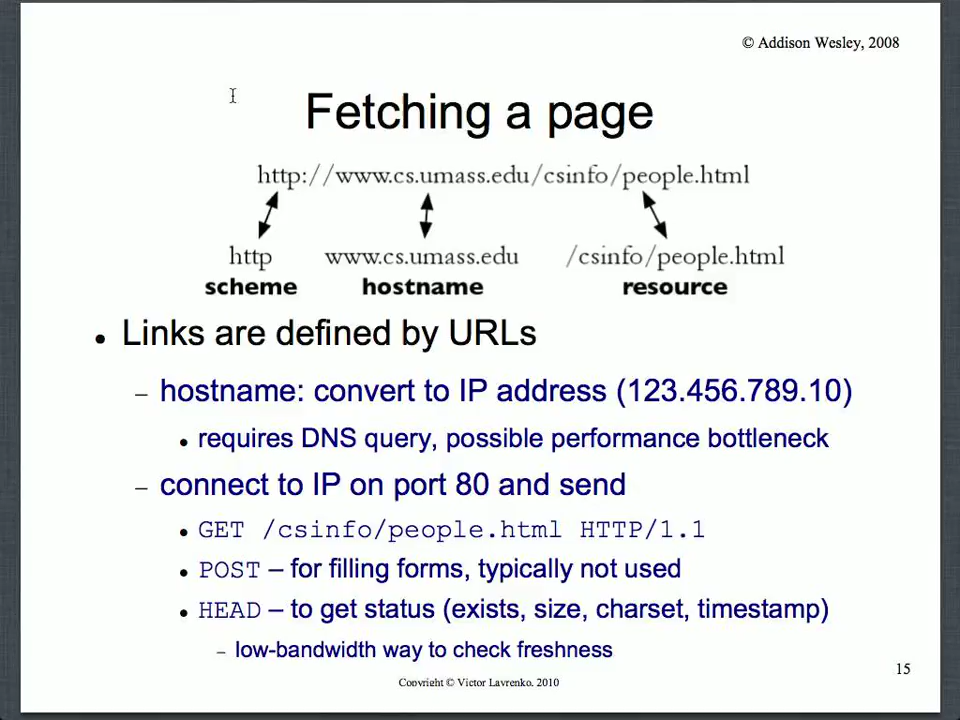 © Addison Wesley, 2008
Fetching a page
http://www.cs.umass.edu/csinfo/people.html
http www.cs.umass.edu /csinfo/people.html
scheme hostname resource
• Links are defined by URLs
– hostname: convert to IP address (123.456.789.10)
• requires DNS query, possible performance bottleneck
– connect to IP on port 80 and send
• GET /csinfo/people.html HTTP/1.1
• POST – for filling forms, typically not used
• HEAD – to get status (exists, size, charset, timestamp)
– low-bandwidth way to check freshness
15
Copyright © Victor Lavrenko, 2010